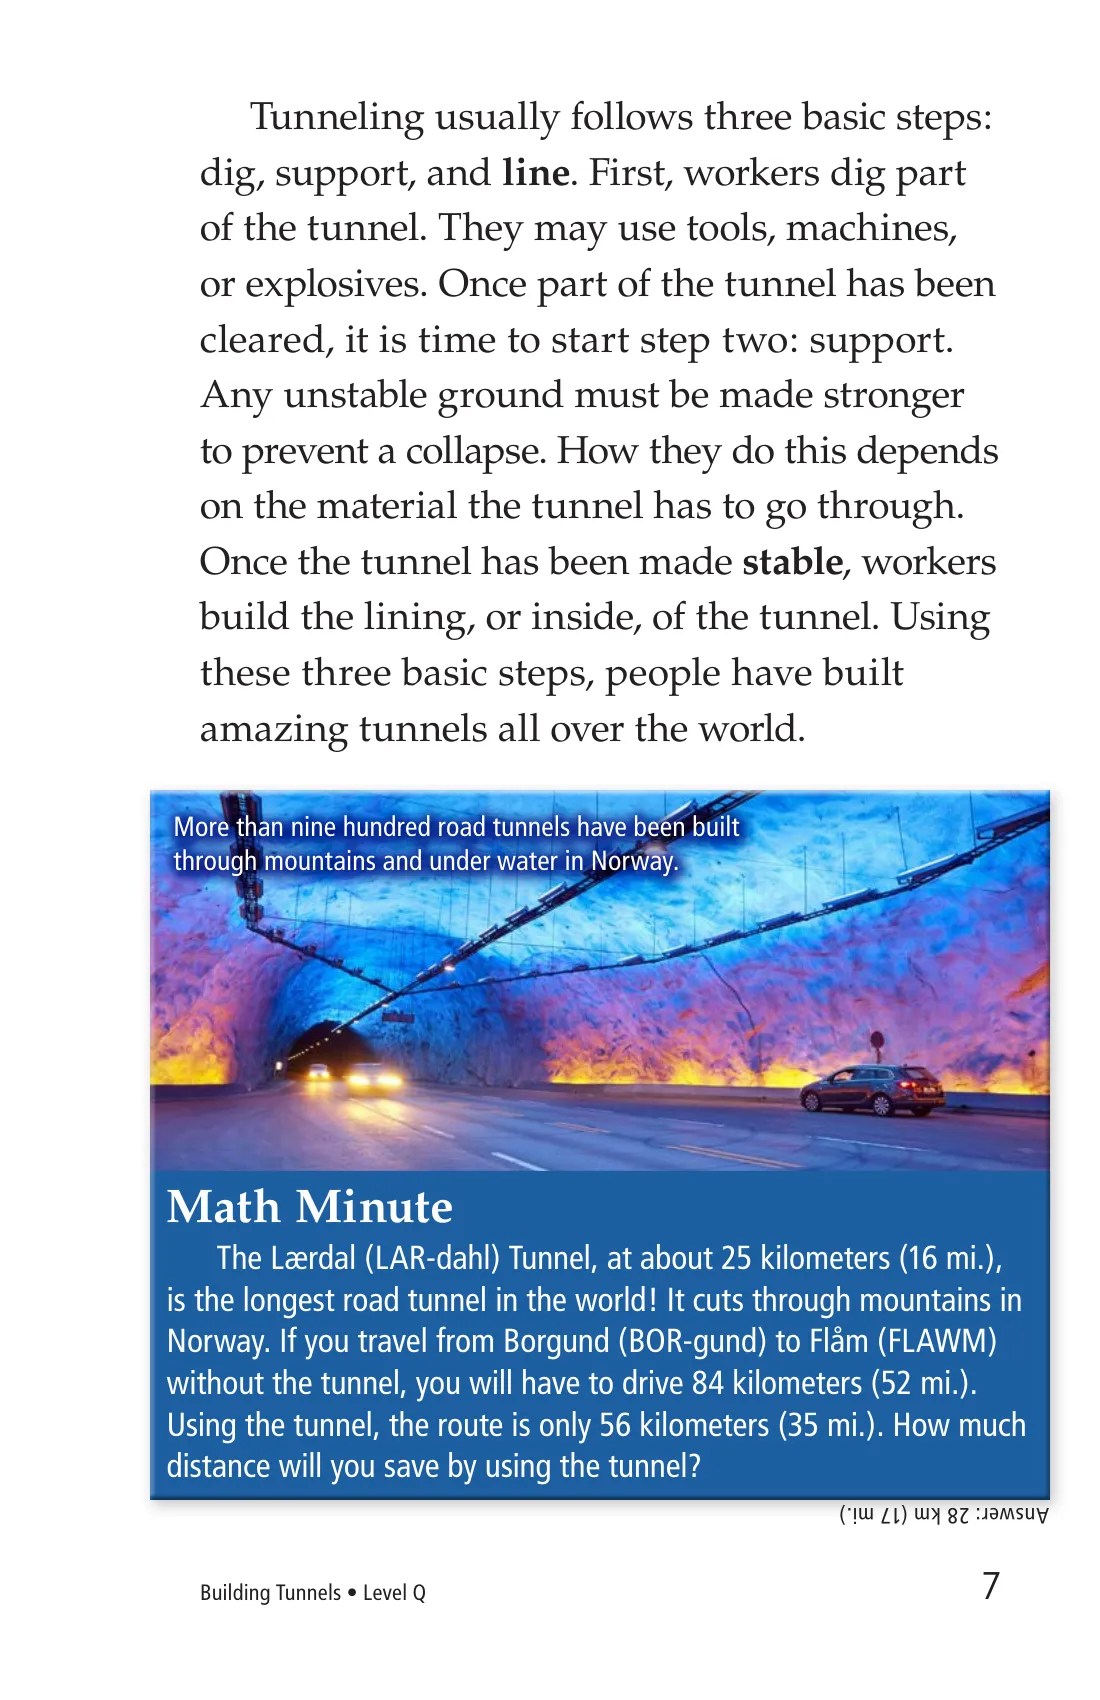 Tunneling usually follows three basic steps:
dig, support, and line. First, workers dig part
of the tunnel. They may use tools, machines,
or explosives. Once part of the tunnel has been
cleared, it is time to start step two: support.
Any unstable ground must be made stronger
to prevent a collapse. How they do this depends
on the material the tunnel has to go through.
Once the tunnel has been made stable, workers
build the lining, or inside, of the tunnel. Using
these three basic steps, people have built
amazing tunnels all over the world.
More than nine hundred road tunnels have been built
through mountains and under water in Norway.
Math Minute
The Lærdal (LAR-dahl) Tunnel, at about 25 kilometers (16 mi.),
is the longest road tunnel in the world! It cuts through mountains in
Norway. If you travel from Borgund (BOR-gund) to Flåm (FLAWM)
without the tunnel, you will have to drive 84 kilometers (52 mi.).
Using the tunnel, the route is only 56 kilometers (35 mi.). How much
distance will you save by using the tunnel?
Answer: 28 km (17 mi.)
Building Tunnels • Level Q
7